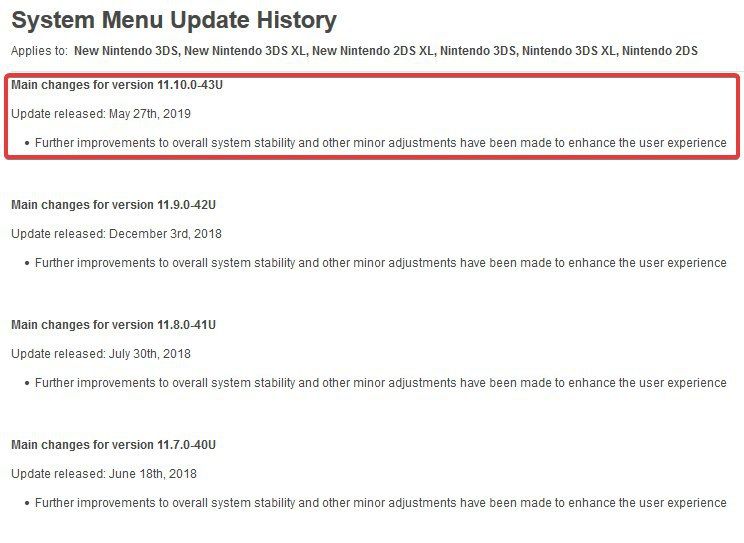 System Menu Update History
Applies to: New Nintendo 3DS, New Nintendo 3DS XL, New Nintendo 2DS XL, Nintendo 3DS, Nintendo 3DS XL, Nintendo 2DS
Main changes for version 11.10.0-43U
Update released: May 27th, 2019
• Further improvements to overall system stability and other minor adjustments have been made to enhance the user experience
Main changes for version 11.9.0-42U
Update released: December 3rd, 2018
• Further improvements to overall system stability and other minor adjustments have been made to enhance the user experience
Main changes for version 11.8.0-41U
Update released: July 30th, 2018
• Further improvements to overall system stability and other minor adjustments have been made to enhance the user experience
Main changes for version 11.7.0-40U
Update released: June 18th, 2018
• Further improvements to overall system stability and other minor adjustments have been made to enhance the user experience